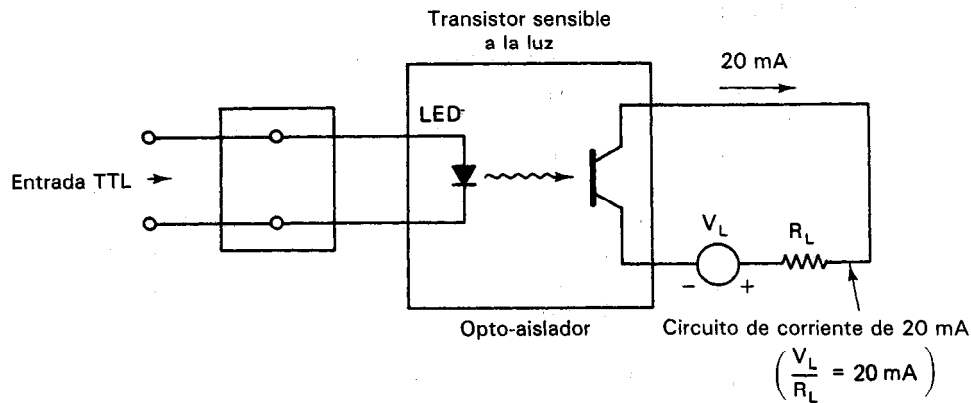 Transistor sensible
a la luz
20 mA
LED
Entrada TTL
V_L
R_L
- +
Opto-aislador
Circuito de corriente de 20 mA
(V_L/R_L = 20 mA)